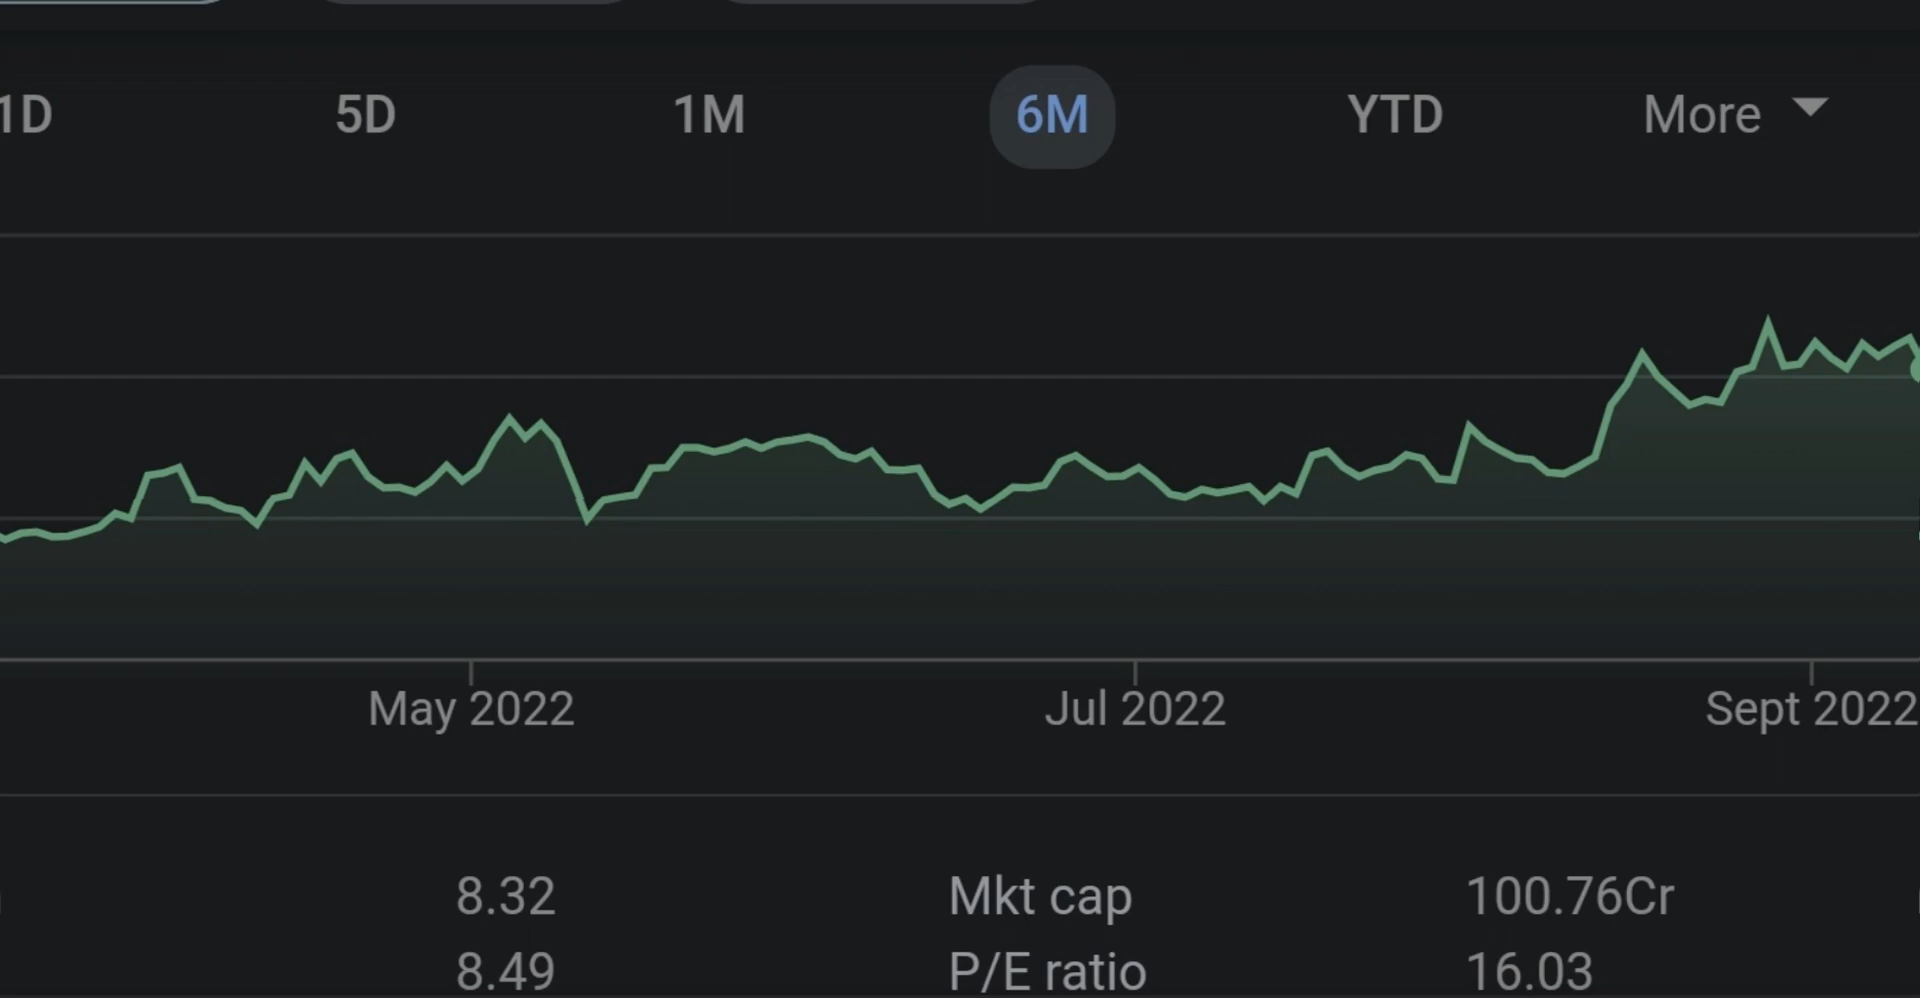 1D 5D 1M 6M YTD More
May 2022 Jul 2022 Sept 2022
8.32 Mkt cap 100.76Cr
8.49 P/E ratio 16.03